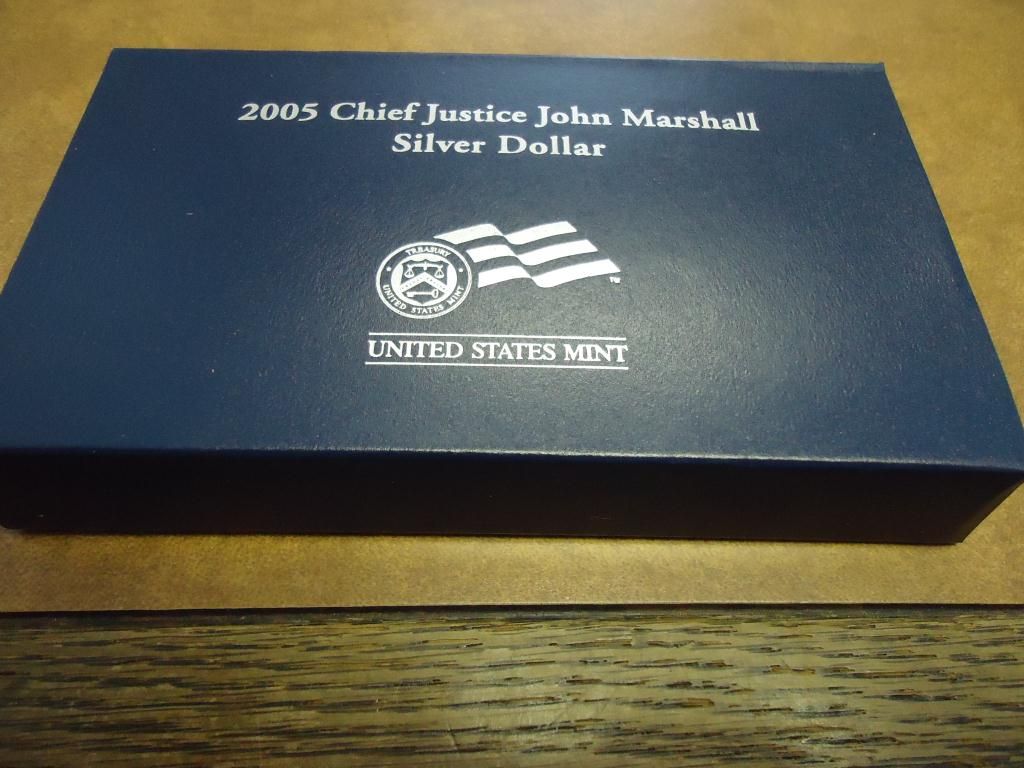 2005 Chief Justice John Marshall
Silver Dollar
TREASURY
UNITED STATES MINT
TM
UNITED STATES MINT